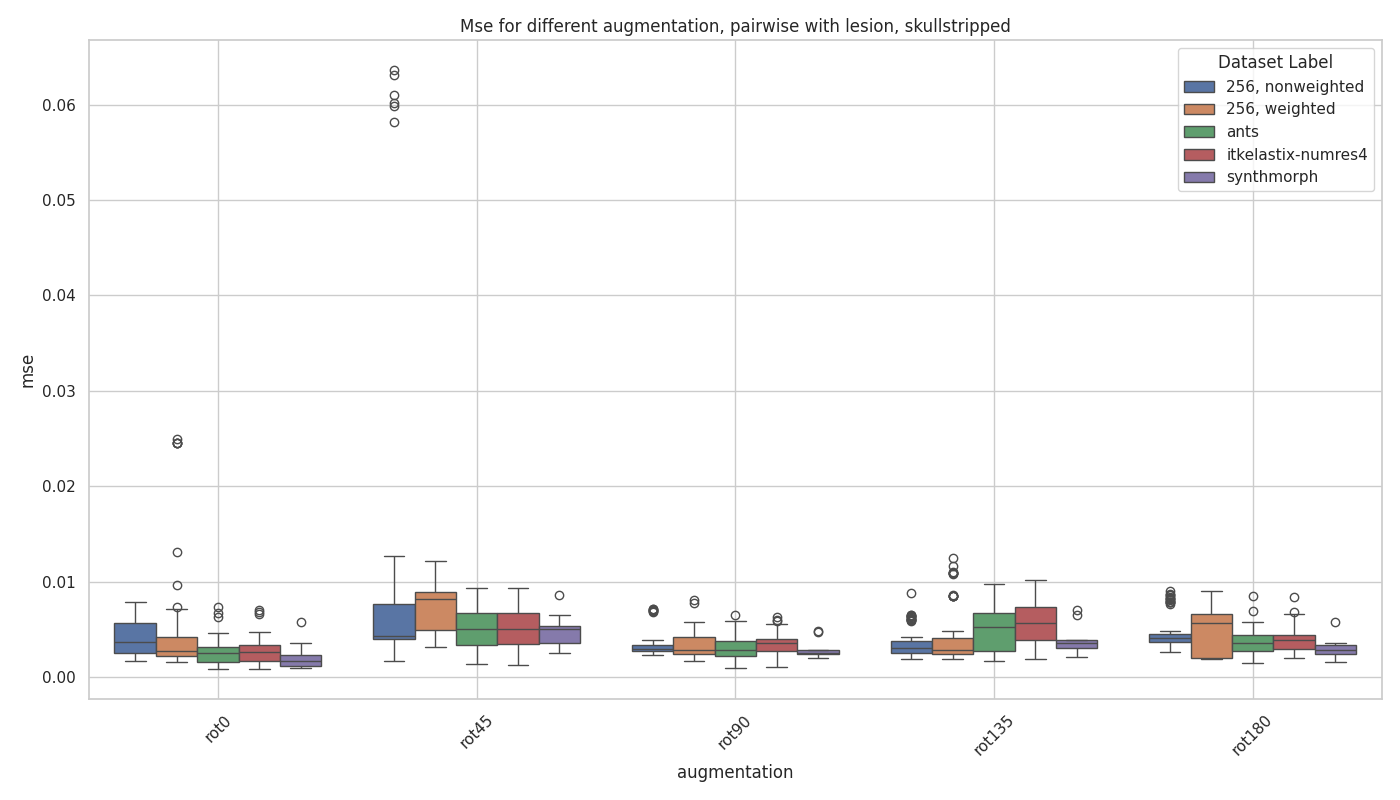 Mse for different augmentation, pairwise with lesion, skullstripped
Dataset Label
256, nonweighted
256, weighted
ants
itkelastix-numres4
synthmorph
mse
0.06
0.05
0.04
0.03
0.02
0.01
0.00
rot0
rot45
rot90
rot135
rot180
augmentation